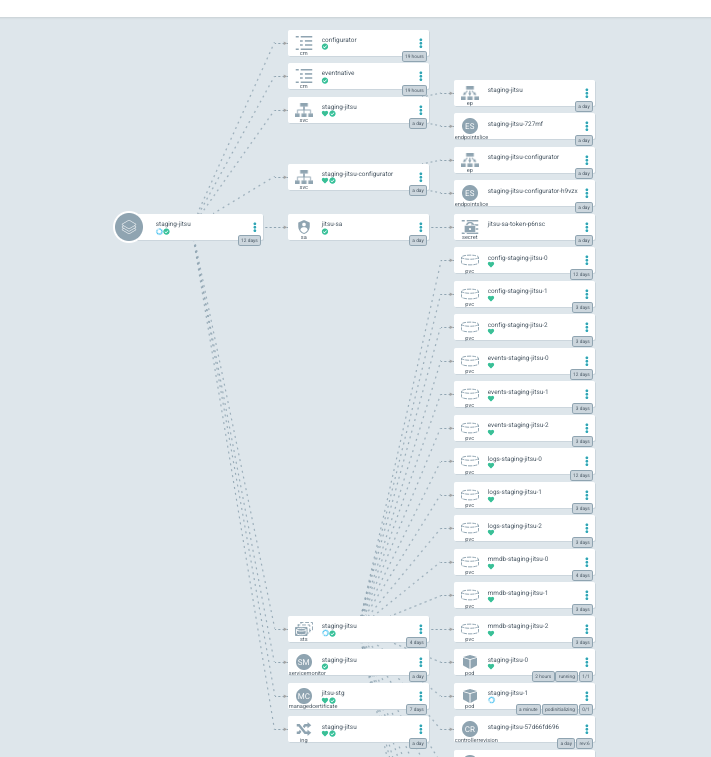 configurator
cm
19 hours
eventnative
cm
19 hours
staging-jitsu
svc
a day
staging-jitsu-configurator
svc
a day
staging-jitsu
12 days
jitsu-sa
sa
a day
staging-jitsu
sts
4 days
SM
staging-jitsu
servicemonitor
a day
MC
jitsu-stg
managedcertificate
7 days
staging-jitsu
ing
a day
staging-jitsu
ep
a day
ES
staging-jitsu-727mf
endpointslice
a day
staging-jitsu-configurator
ep
a day
ES
staging-jitsu-configurator-h9vzx
endpointslice
a day
jitsu-sa-token-p6nsc
secret
a day
config-staging-jitsu-0
pvc
12 days
config-staging-jitsu-1
pvc
3 days
config-staging-jitsu-2
pvc
3 days
events-staging-jitsu-0
pvc
12 days
events-staging-jitsu-1
pvc
3 days
events-staging-jitsu-2
pvc
3 days
logs-staging-jitsu-0
pvc
12 days
logs-staging-jitsu-1
pvc
3 days
logs-staging-jitsu-2
pvc
3 days
mmdb-staging-jitsu-0
pvc
4 days
mmdb-staging-jitsu-1
pvc
3 days
mmdb-staging-jitsu-2
pvc
3 days
staging-jitsu-0
pod
2 hours running 1/1
staging-jitsu-1
pod
a minute podinitializing 0/1
CR
staging-jitsu-57d66fd696
controllerrevision
a day rev:6